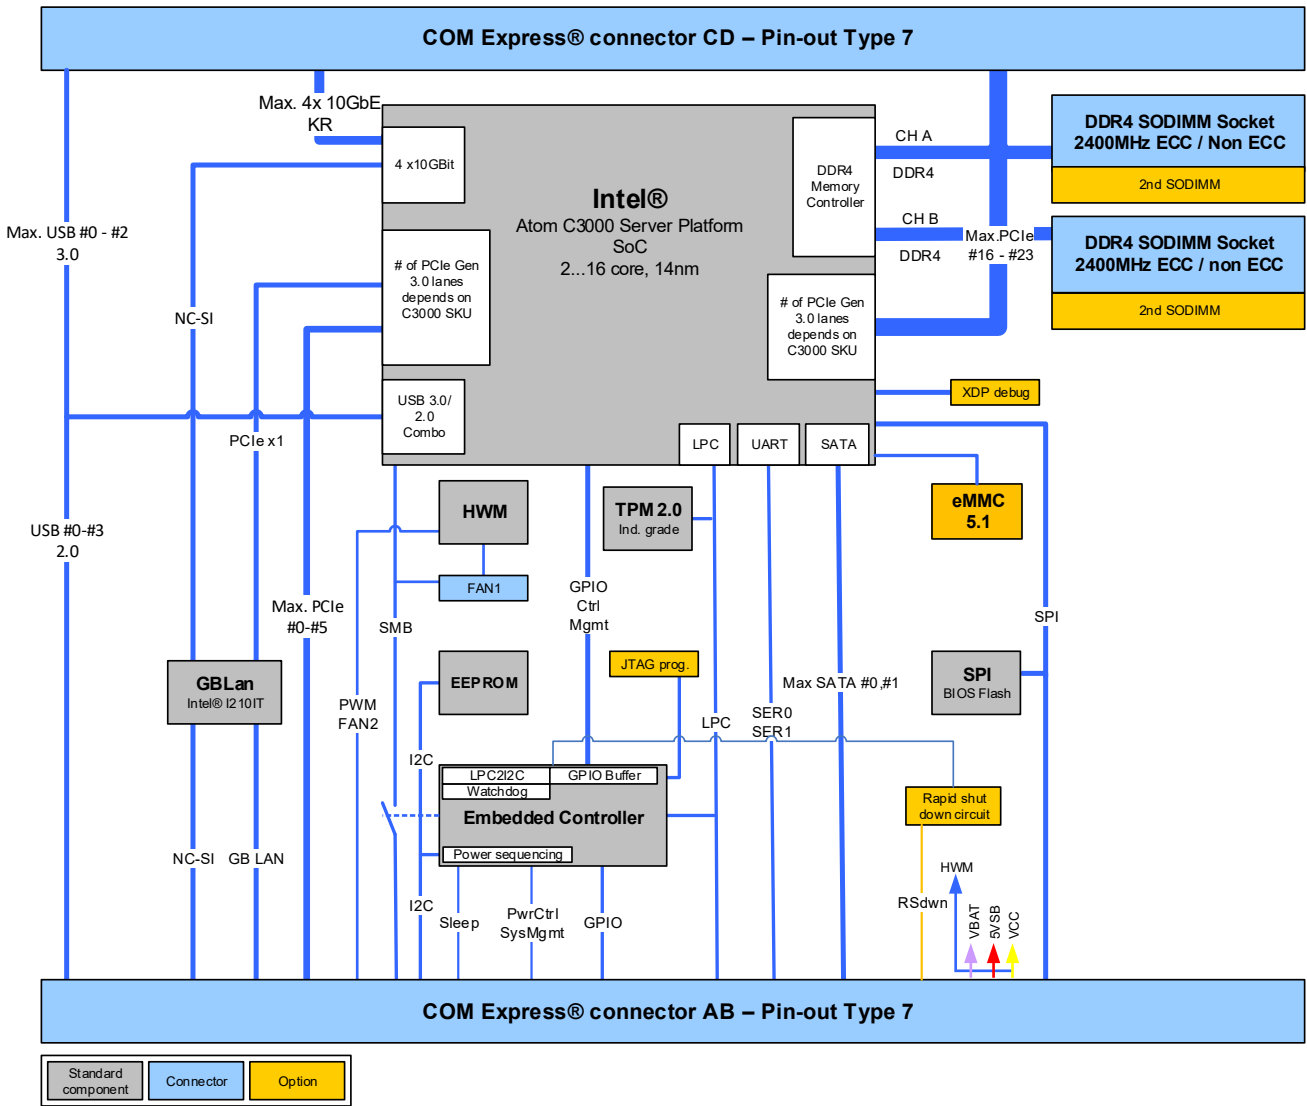 COM Express® connector CD – Pin-out Type 7
Max. 4x 10GbE
KR
4 x10GBit
Intel®
Atom C3000 Server Platform
SoC
2...16 core, 14nm
DDR4
Memory
Controller
CH A
DDR4
CH B
DDR4
Max.PCIe
#16 - #23
DDR4 SODIMM Socket
2400MHz ECC / Non ECC
2nd SODIMM
DDR4 SODIMM Socket
2400MHz ECC / non ECC
2nd SODIMM
Max. USB #0 - #2
3.0
NC-SI
# of PCIe Gen
3.0 lanes
depends on
C3000 SKU
# of PCIe Gen
3.0 lanes
depends on
C3000 SKU
XDP debug
USB 3.0/
2.0
Combo
PCIe x1
LPC
UART
SATA
HWM
TPM 2.0
Ind. grade
eMMC
5.1
USB #0-#3
2.0
FAN1
GPIO
Ctrl
Mgmt
Max. PCIe
#0-#5
SMB
SPI
JTAG prog.
GBLan
Intel® I210IT
EEPROM
Max SATA #0,#1
SPI
BIOS Flash
PWM
FAN2
LPC
SER0
SER1
I2C
LPC2I2C
GPIO Buffer
Watchdog
Embedded Controller
Power sequencing
Rapid shut
down circuit
NC-SI
GB LAN
HWM
I2C
Sleep
PwrCtrl
SysMgmt
GPIO
RSdwn
VBAT
5VSB
VCC
COM Express® connector AB – Pin-out Type 7
Standard
component
Connector
Option